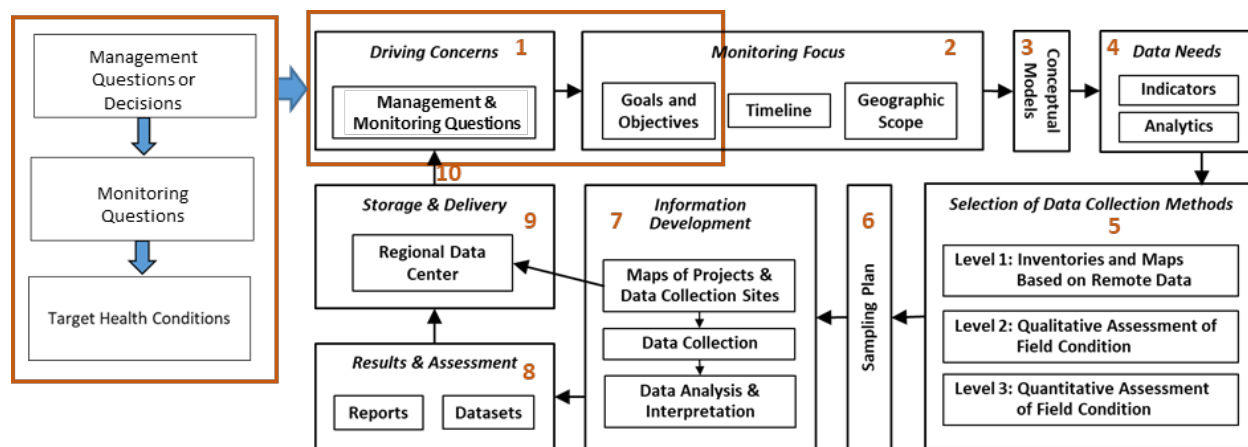 Management
Questions or
Decisions
Monitoring
Questions
Target Health Conditions
Driving Concerns
1
Management &
Monitoring Questions
Monitoring Focus
2
Goals and
Objectives
Timeline
Geographic
Scope
3
Conceptual
Models
4
Data Needs
Indicators
Analytics
Selection of Data Collection Methods
5
Level 1: Inventories and Maps
Based on Remote Data
Level 2: Qualitative Assessment of
Field Condition
Level 3: Quantitative Assessment
of Field Condition
6
Sampling Plan
7
Information
Development
Maps of Projects &
Data Collection Sites
Data Collection
Data Analysis &
Interpretation
Results & Assessment
8
Reports
Datasets
Storage & Delivery
9
Regional Data
Center
10